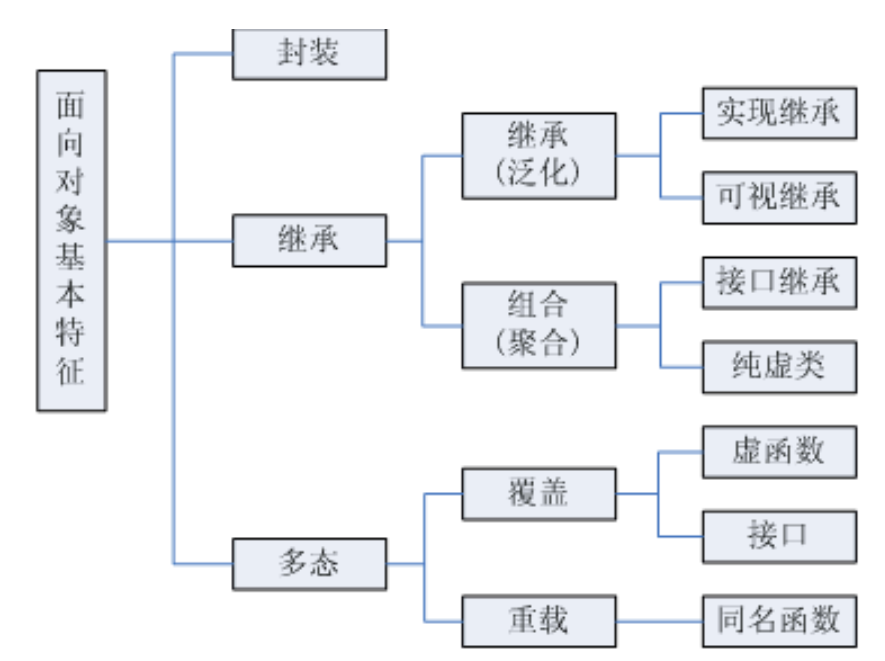 面向对象基本特征
封装
继承
继承
(泛化)
实现继承
可视继承
组合
(聚合)
接口继承
纯虚类
多态
覆盖
虚函数
接口
重载
同名函数